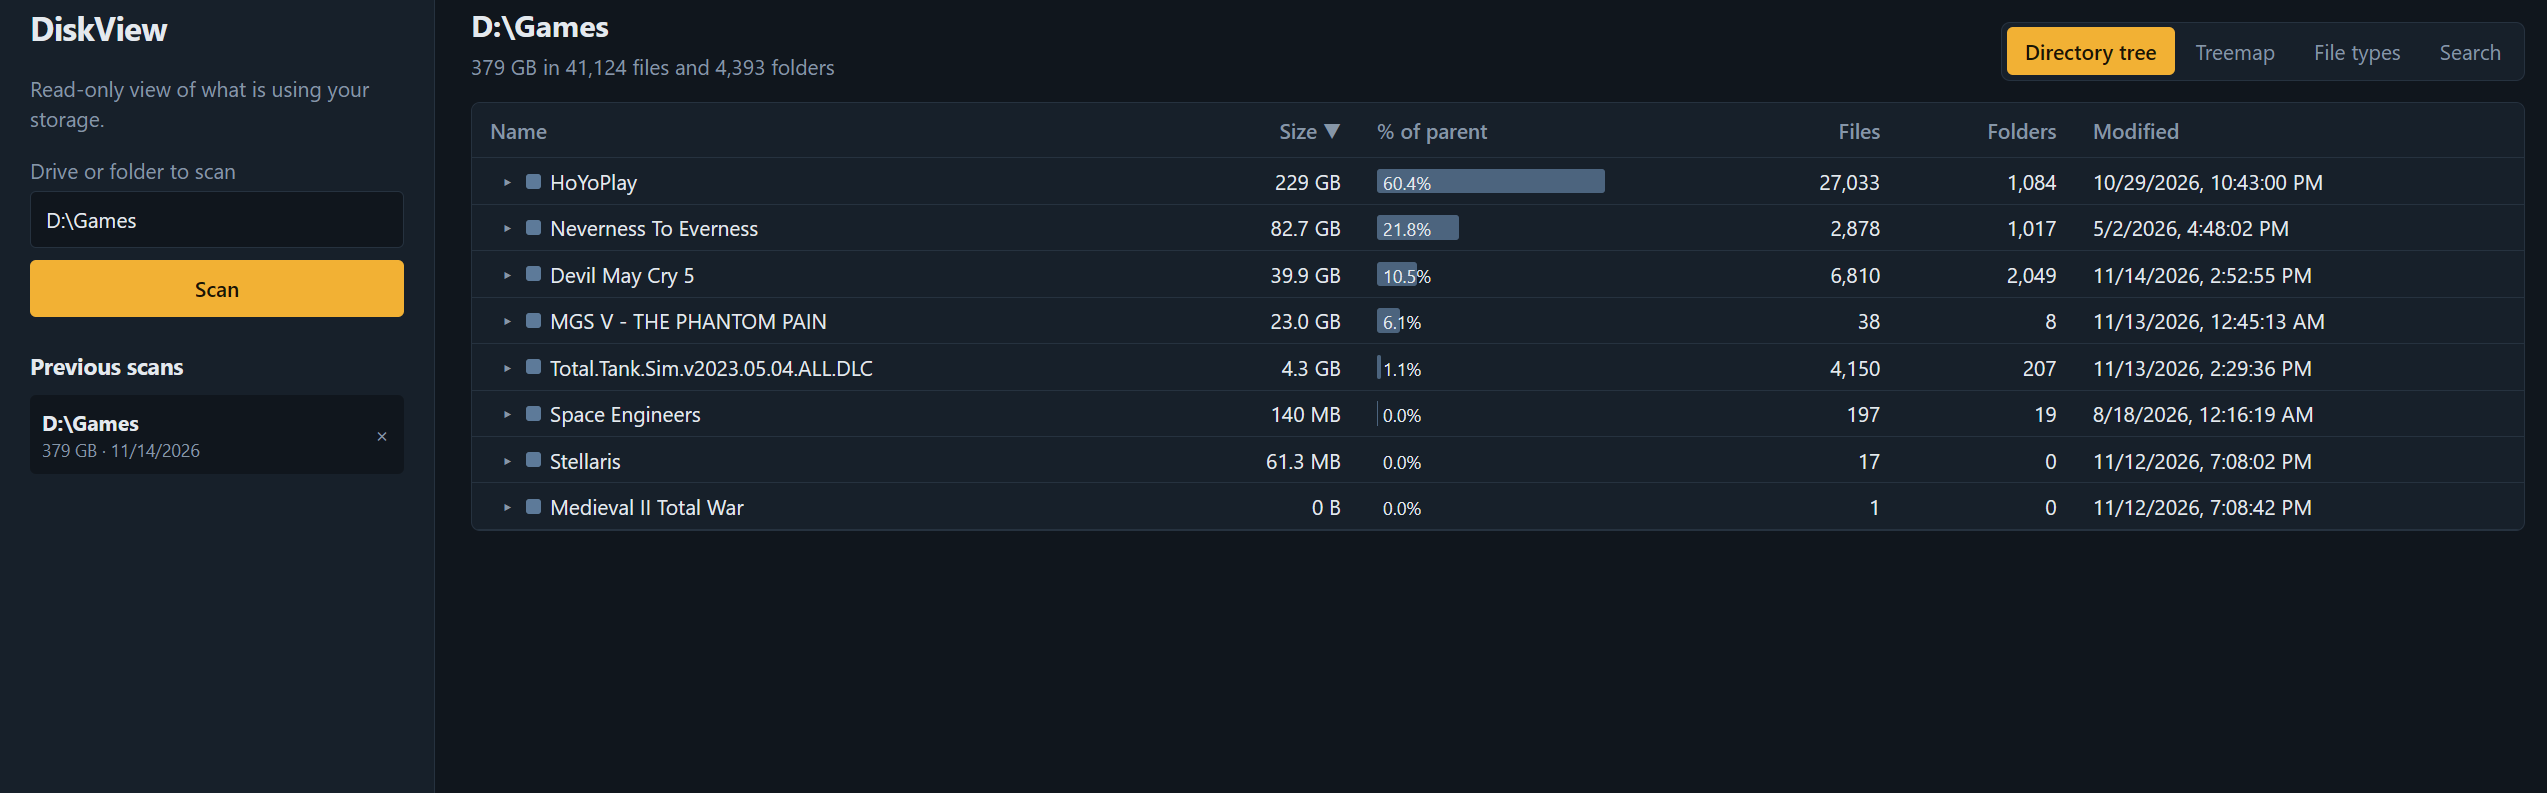 DiskView
Read-only view of what is using your
storage.
Drive or folder to scan
D:\Games
Scan
Previous scans
D:\Games
379 GB · 11/14/2026
×
D:\Games
379 GB in 41,124 files and 4,393 folders
Directory tree Treemap File types Search
Name Size ▼ % of parent Files Folders Modified
▸ HoYoPlay 229 GB 60.4% 27,033 1,084 10/29/2026, 10:43:00 PM
▸ Neverness To Everness 82.7 GB 21.8% 2,878 1,017 5/2/2026, 4:48:02 PM
▸ Devil May Cry 5 39.9 GB 10.5% 6,810 2,049 11/14/2026, 2:52:55 PM
▸ MGS V - THE PHANTOM PAIN 23.0 GB 6.1% 38 8 11/13/2026, 12:45:13 AM
▸ Total.Tank.Sim.v2023.05.04.ALL.DLC 4.3 GB 1.1% 4,150 207 11/13/2026, 2:29:36 PM
▸ Space Engineers 140 MB 0.0% 197 19 8/18/2026, 12:16:19 AM
▸ Stellaris 61.3 MB 0.0% 17 0 11/12/2026, 7:08:02 PM
▸ Medieval II Total War 0 B 0.0% 1 0 11/12/2026, 7:08:42 PM